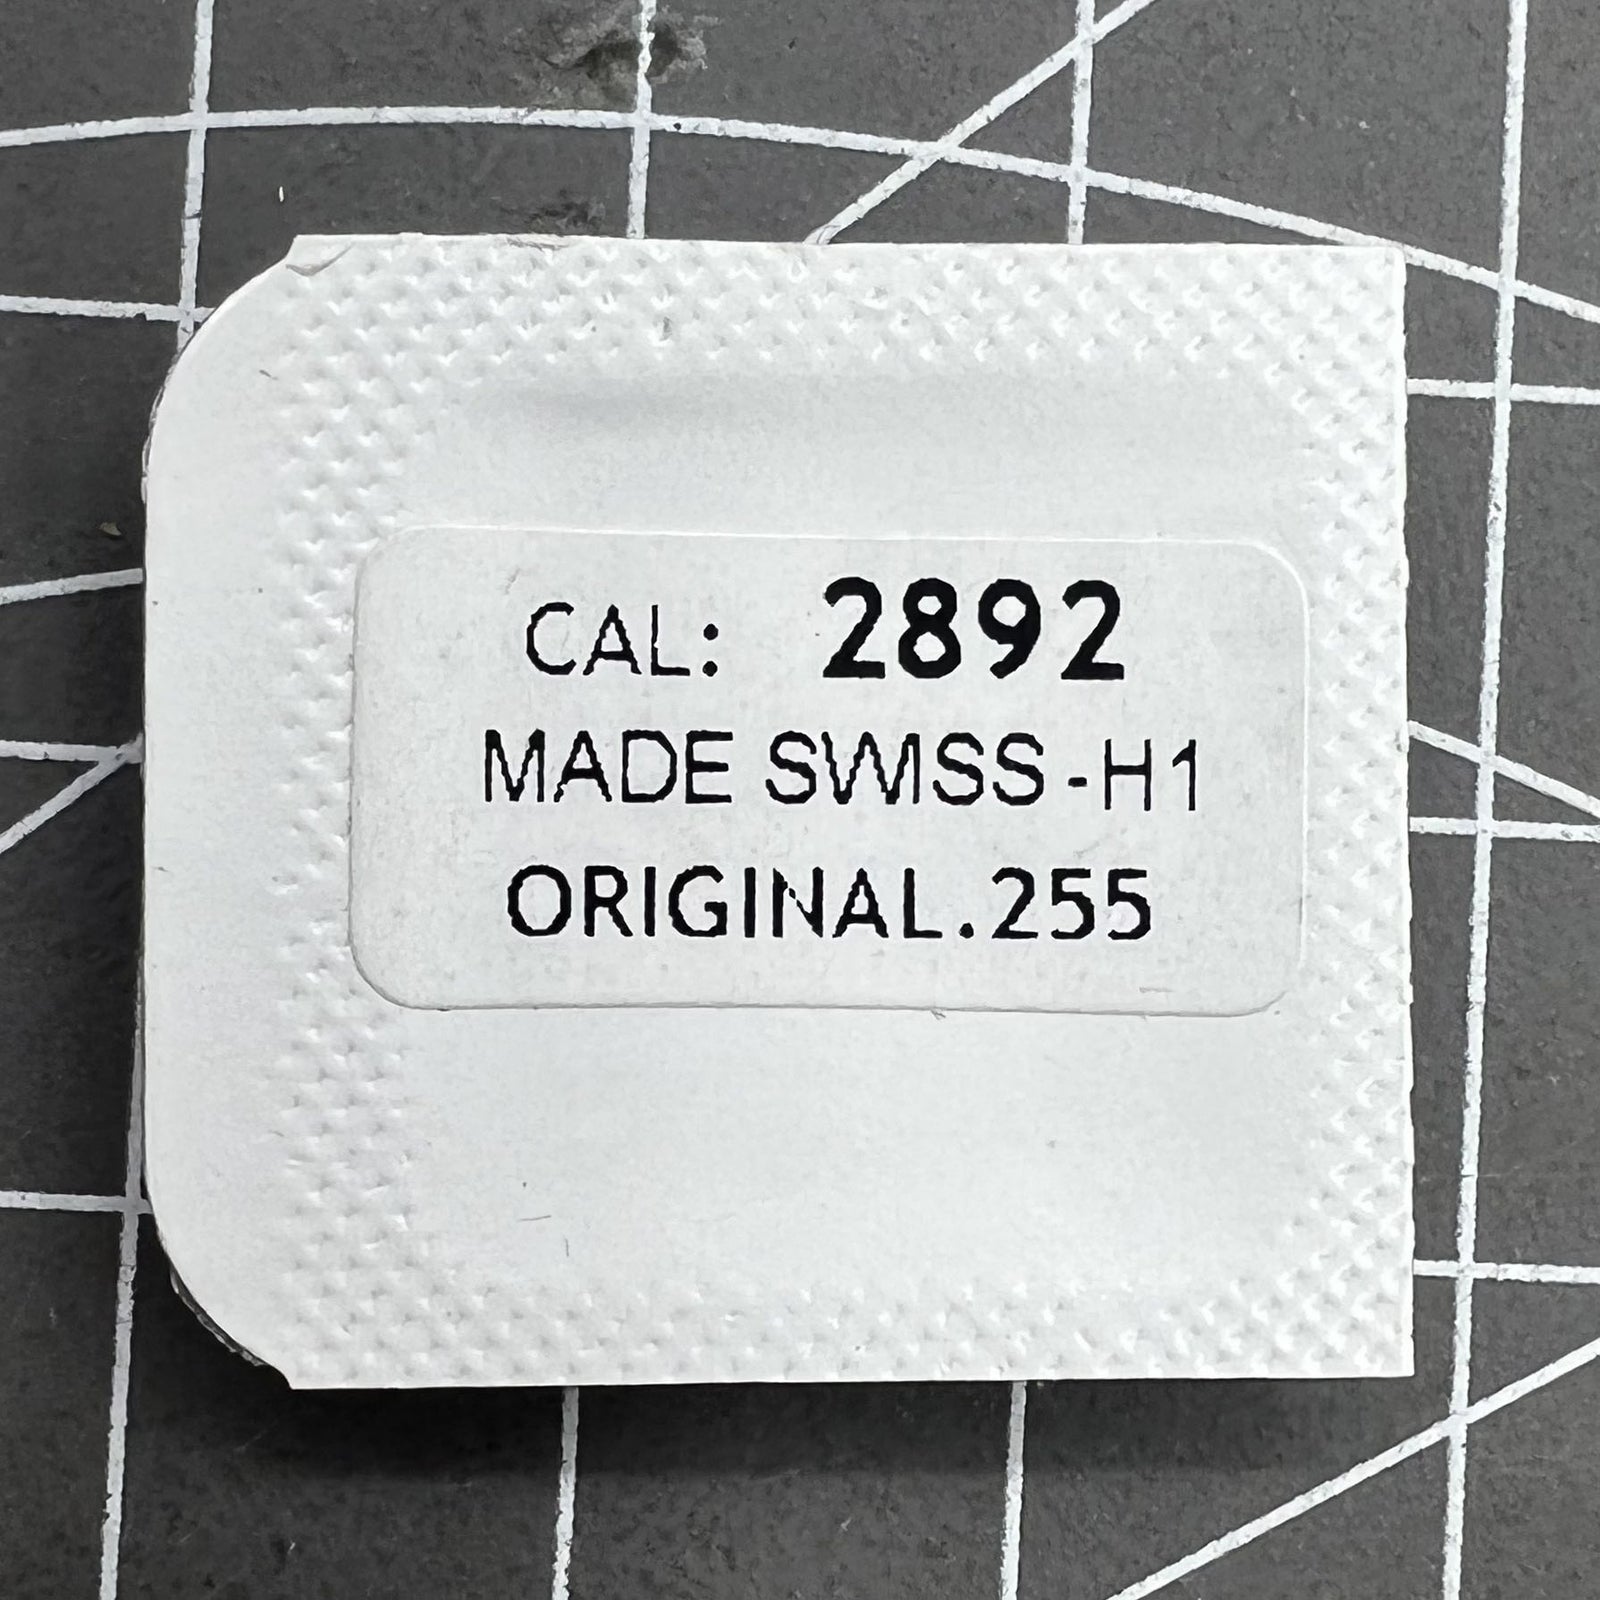 CAL: 2892
MADE SWISS-H1
ORIGINAL.255